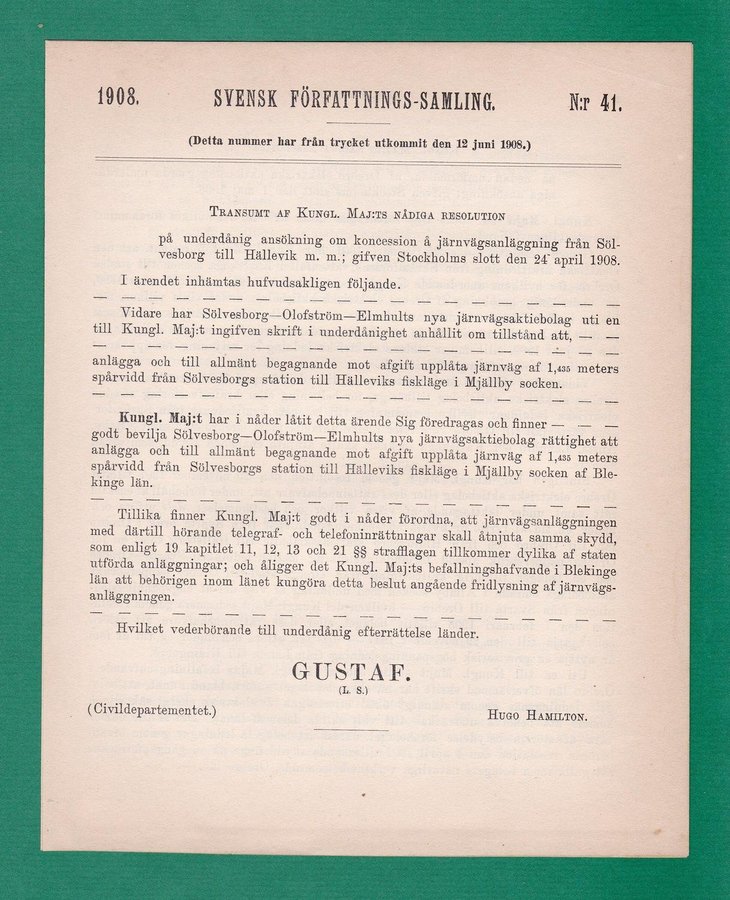 1908. SVENSK FÖRFATTNINGS-SAMLING. N:r 41.
(Detta nummer har från trycket utkommit den 12 juni 1908.)
TRANSUMT AF KUNGL. MAJ:TS NÅDIGA RESOLUTION
på underdånig ansökning om koncession å järnvägsanläggning från Söl-
vesborg till Hällevik m. m.; gifven Stockholms slott den 24 april 1908.
I ärendet inhämtas hufvudsakligen följande.
— — — — — — — — — — — — — — — — — — — —
Vidare har Sölvesborg—Olofström—Elmhults nya järnvägsaktiebolag uti en
till Kungl. Maj:t ingifven skrift i underdånighet anhållit om tillstånd att, — —
— — — — — — — — — — — — — — — — — — — —
anlägga och till allmänt begagnande mot afgift upplåta järnväg af 1,435 meters
spårvidd från Sölvesborgs station till Hälleviks fiskläge i Mjällby socken.
— — — — — — — — — — — — — — — — — — — —
Kungl. Maj:t har i nåder låtit detta ärende Sig föredragas och finner — — —
godt bevilja Sölvesborg—Olofström—Elmhults nya järnvägsaktiebolag rättighet att
anlägga och till allmänt begagnande mot afgift upplåta järnväg af 1,435 meters
spårvidd från Sölvesborgs station till Hälleviks fiskläge i Mjällby socken af Ble-
kinge län.
— — — — — — — — — — — — — — — — — — — —
Tillika finner Kungl. Maj:t godt i nåder förordna, att järnvägsanläggningen
med därtill hörande telegraf- och telefoninrättningar skall åtnjuta samma skydd,
som enligt 19 kapitlet 11, 12, 13 och 21 §§ strafflagen tillkommer dylika af staten
utförda anläggningar; och åligger det Kungl. Maj:ts befallningshafvande i Blekinge
län att behörigen inom länet kungöra detta beslut angående fridlysning af järnvägs-
anläggningen.
— — — — — — — — — — — — — — — — — — — —
Hvilket vederbörande till underdånig efterrättelse länder.
GUSTAF.
(L. S.)
(Civildepartementet.) HUGO HAMILTON.